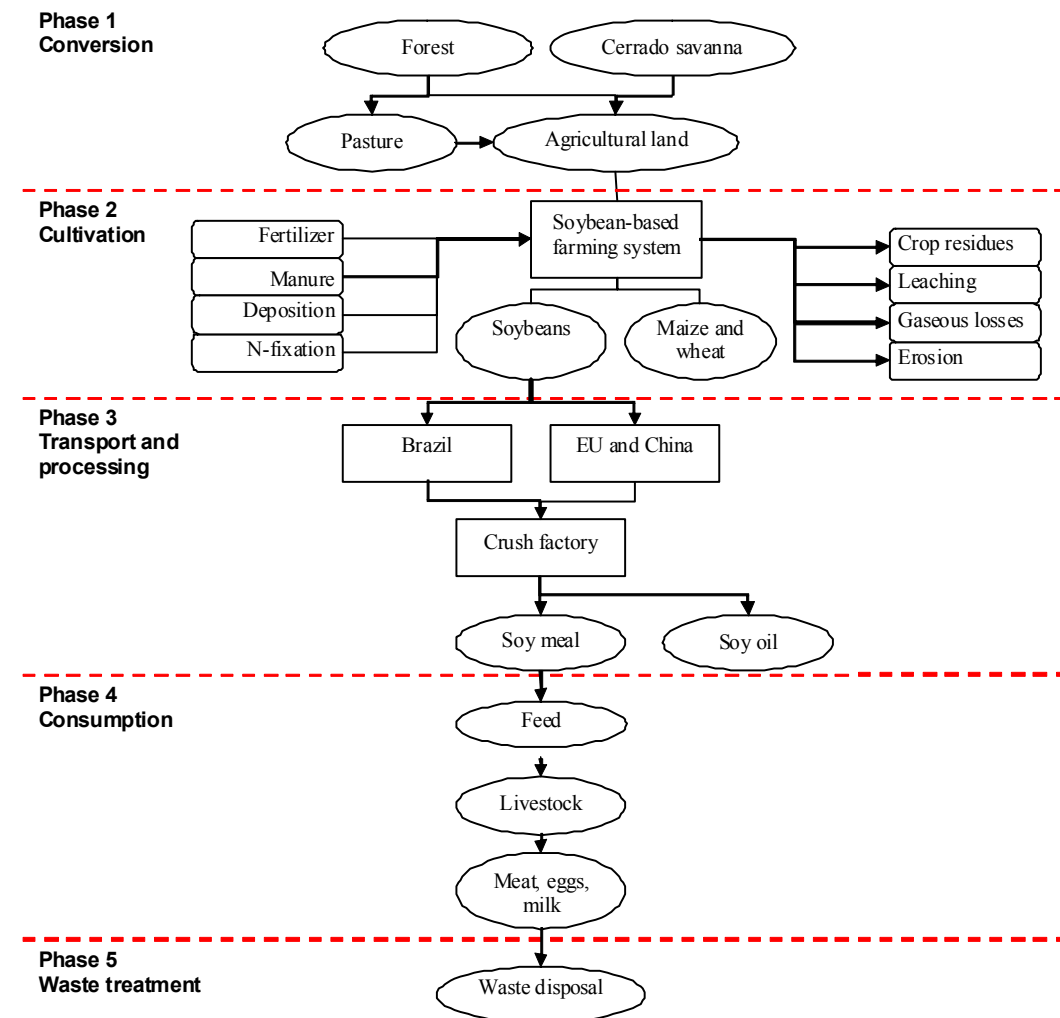 Phase 1
Conversion
Forest
Cerrado savanna
Pasture
Agricultural land
Phase 2
Cultivation
Fertilizer
Manure
Deposition
N-fixation
Soybean-based
farming system
Crop residues
Leaching
Gaseous losses
Erosion
Soybeans
Maize and
wheat
Phase 3
Transport and
processing
Brazil
EU and China
Crush factory
Soy meal
Soy oil
Phase 4
Consumption
Feed
Livestock
Meat, eggs,
milk
Phase 5
Waste treatment
Waste disposal